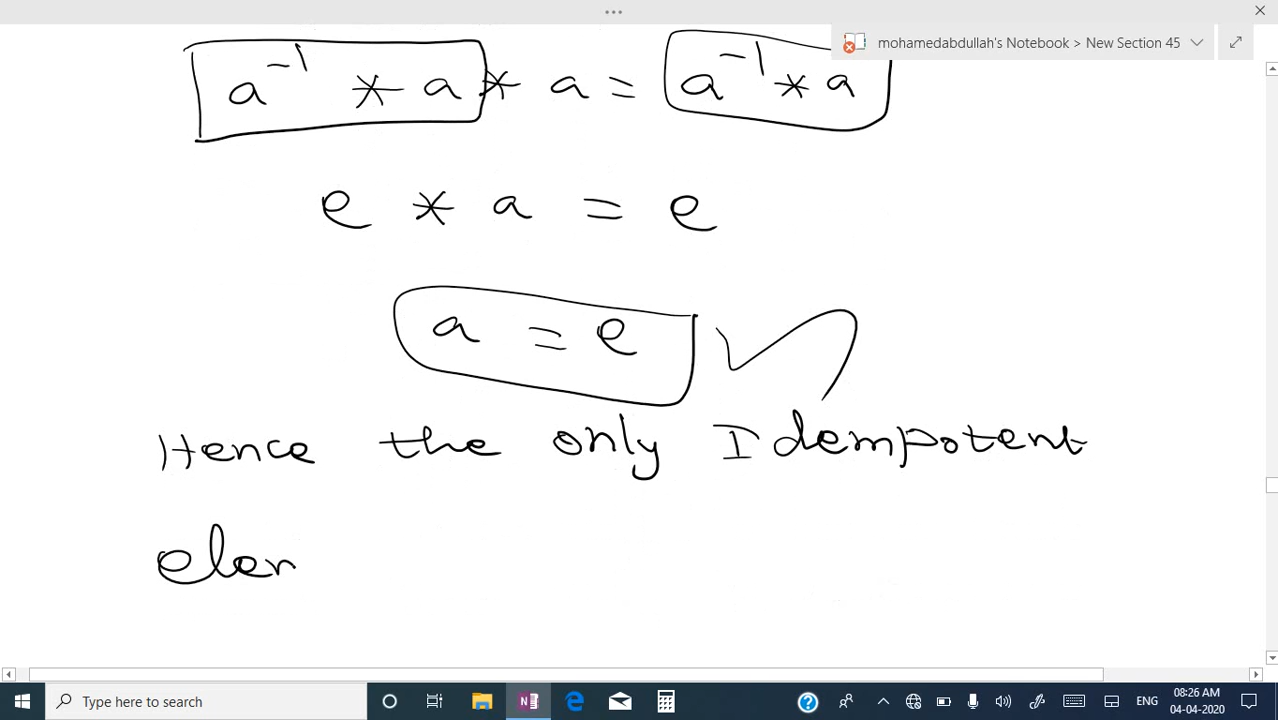 mohamedabdullah's Notebook > New Section 45
a⁻¹ * a * a = a⁻¹ * a
e * a = e
a = e
Hence the only Idempotent
elem
Type here to search
ENG
08:26 AM
04-04-2020